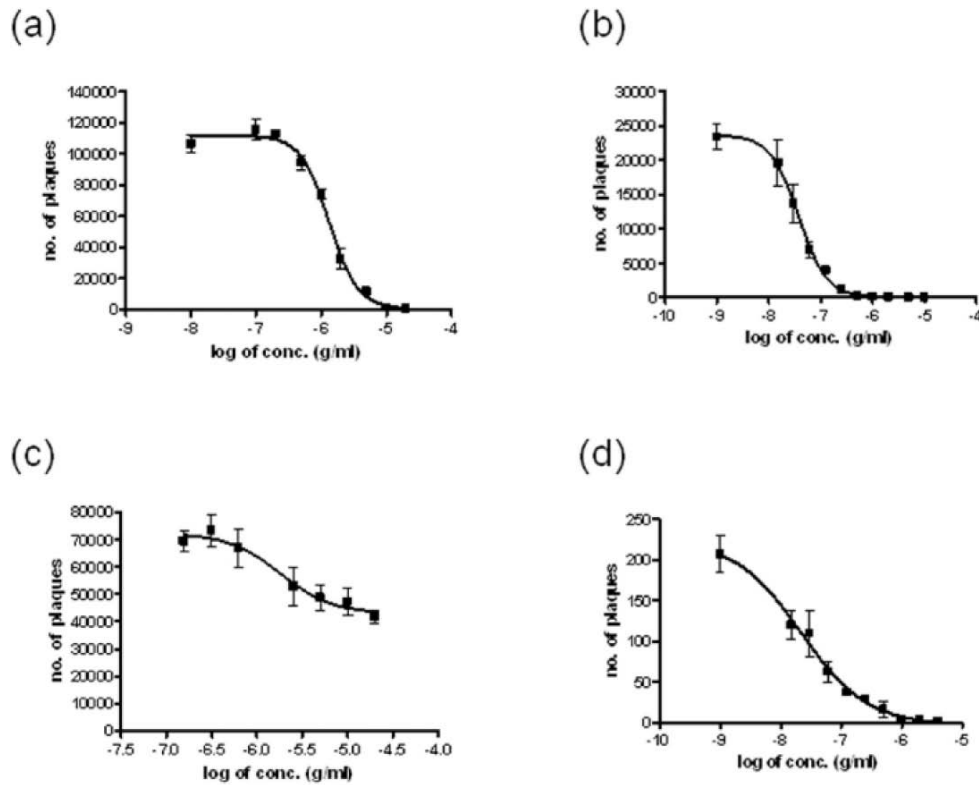 (a)
140000
120000
100000
80000
60000
40000
20000
0
no. of plaques
-9 -8 -7 -6 -5 -4
log of conc. (g/ml)
(b)
30000
25000
20000
15000
10000
5000
0
no. of plaques
-10 -9 -8 -7 -6 -5 -4
log of conc. (g/ml)
(c)
80000
70000
60000
50000
40000
30000
20000
10000
0
no. of plaques
-7.5 -7.0 -6.5 -6.0 -5.5 -5.0 -4.5 -4.0
log of conc. (g/ml)
(d)
250
200
150
100
50
0
no. of plaques
-10 -9 -8 -7 -6 -5
log of conc. (g/ml)